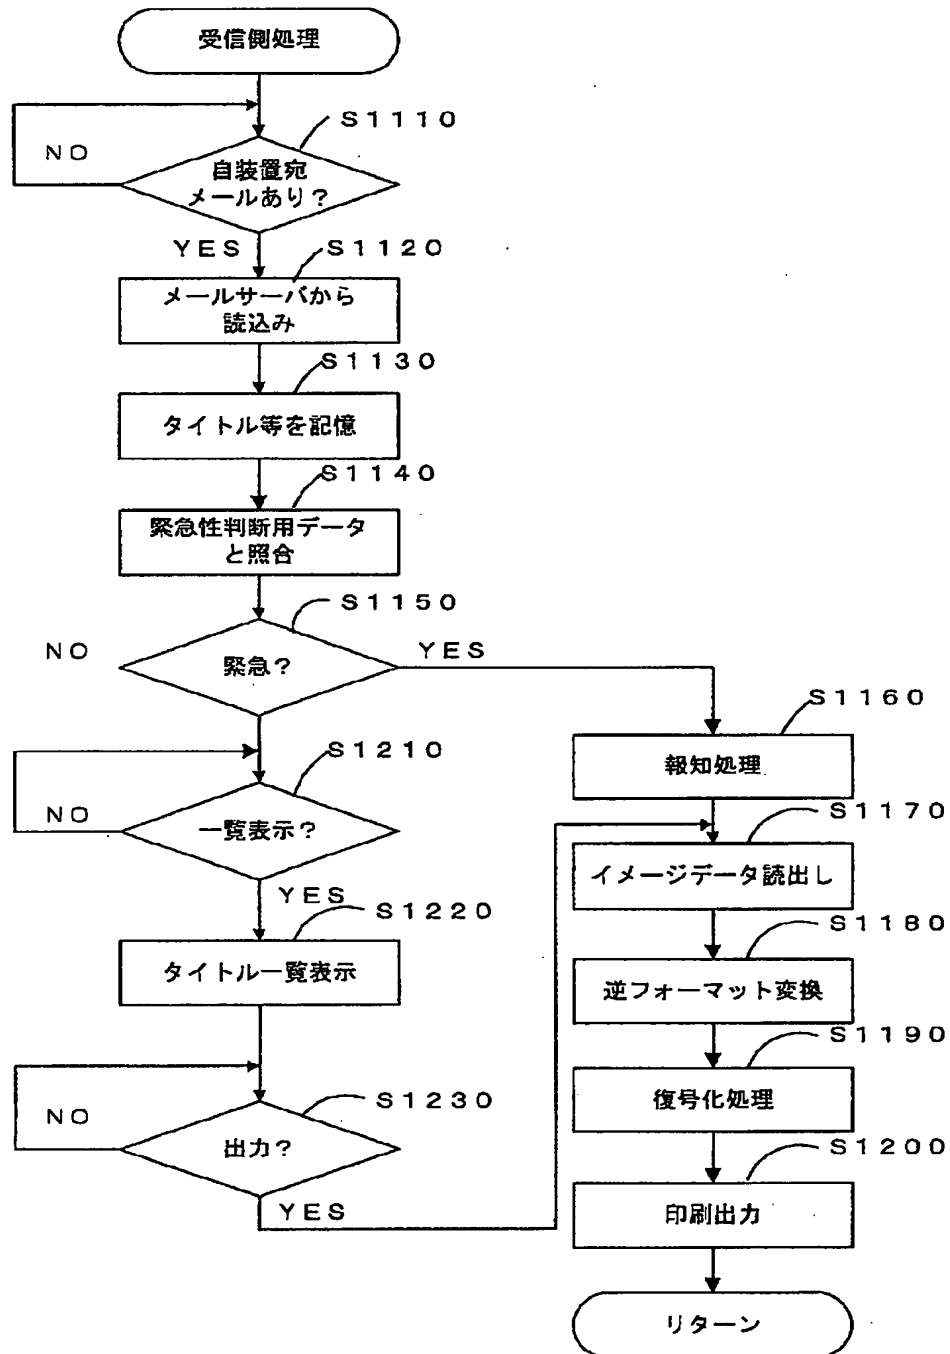 受信側処理
S1110
NO
自装置宛
メールあり？
YES
S1120
メールサーバから
読込み
S1130
タイトル等を記憶
S1140
緊急性判断用データ
と照合
S1150
NO
緊急？
YES
S1160
報知処理
S1210
NO
一覧表示？
YES
S1170
イメージデータ読出し
S1220
タイトル一覧表示
S1180
逆フォーマット変換
S1190
復号化処理
S1230
NO
出力？
YES
S1200
印刷出力
リターン